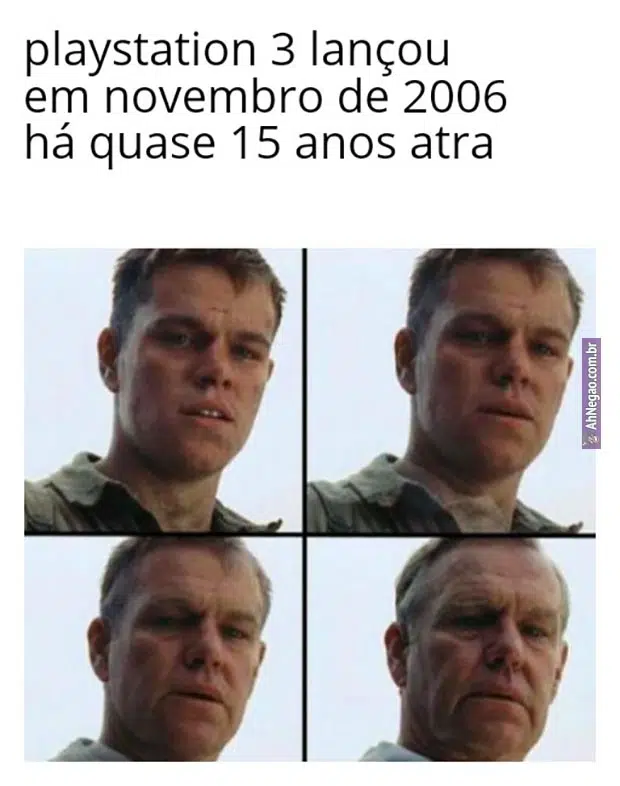 playstation 3 lançou
em novembro de 2006
há quase 15 anos atra
AhNegao.com.br